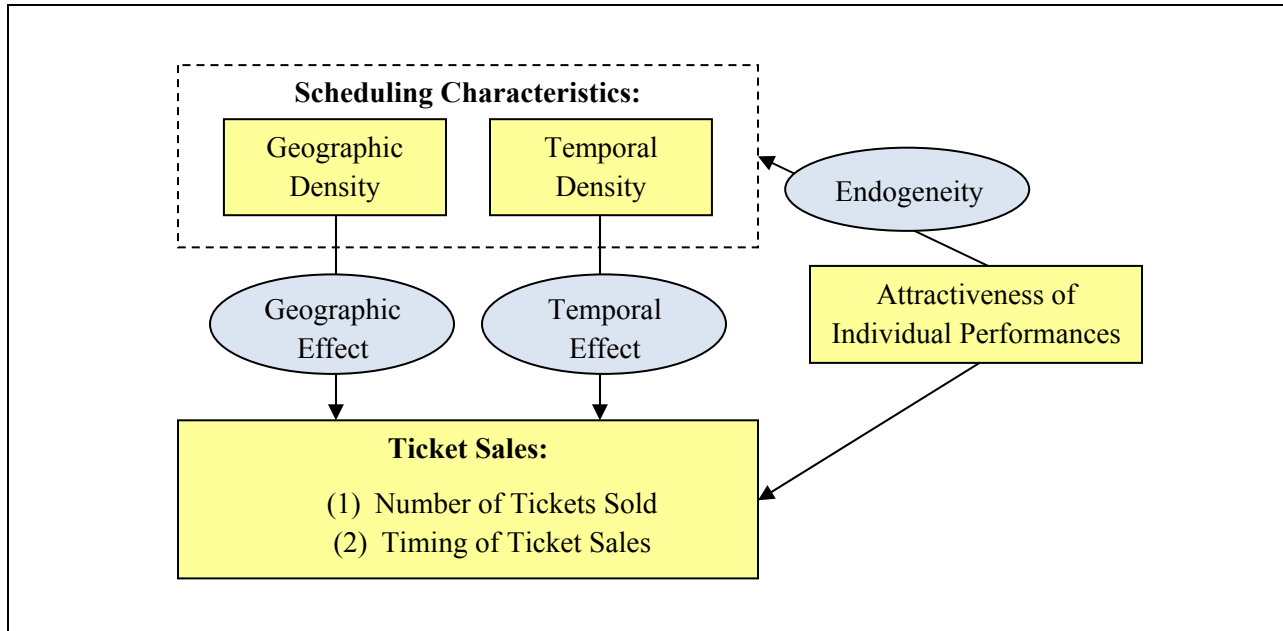 Scheduling Characteristics:
Geographic
Density
Temporal
Density
Endogeneity
Geographic
Effect
Temporal
Effect
Attractiveness of
Individual Performances
Ticket Sales:
(1) Number of Tickets Sold
(2) Timing of Ticket Sales